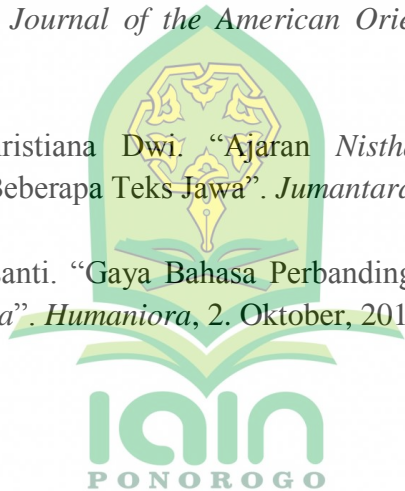 Journal of the American Orie
ristiana Dwi. “Ajaran Nistha
Beberapa Teks Jawa”. Jumantara
santi. “Gaya Bahasa Perbanding
a”. Humaniora, 2. Oktober, 201
iain
PONOROGO